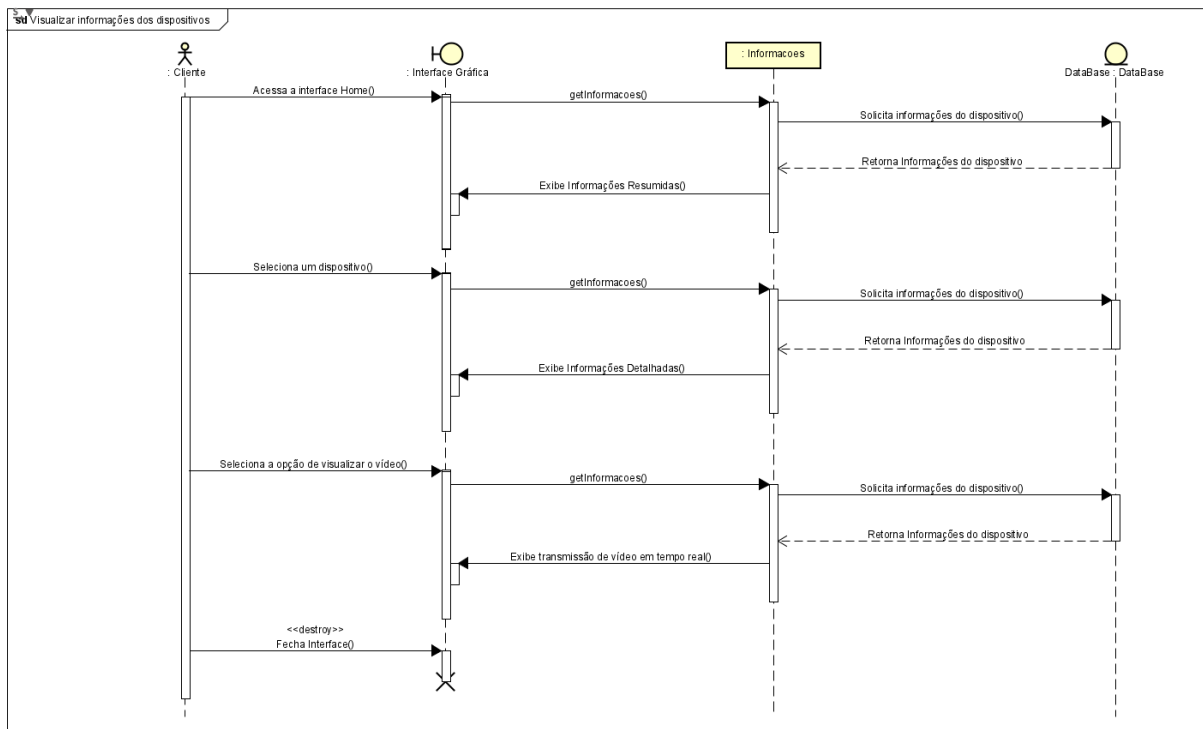 sd Visualizar informações dos dispositivos
: Cliente
: Interface Gráfica
: Informacoes
DataBase : DataBase
Acessa a interface Home()
getInformacoes()
Solicita informações do dispositivo()
Retorna Informações do dispositivo
Exibe Informações Resumidas()
Seleciona um dispositivo()
getInformacoes()
Solicita informações do dispositivo()
Retorna Informações do dispositivo
Exibe Informações Detalhadas()
Seleciona a opção de visualizar o vídeo()
getInformacoes()
Solicita informações do dispositivo()
Retorna Informações do dispositivo
Exibe transmissão de vídeo em tempo real()
<<destroy>>
Fecha Interface()